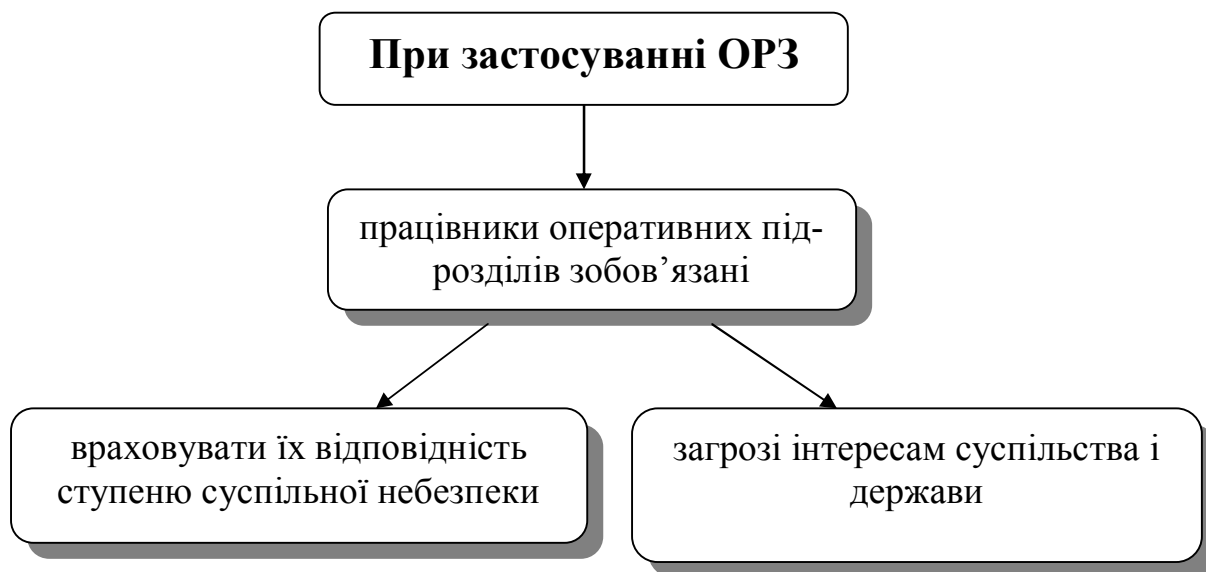 При застосуванні ОРЗ
працівники оперативних під-
розділів зобов’язані
враховувати їх відповідність
ступеню суспільної небезпеки
загрозі інтересам суспільства і
держави